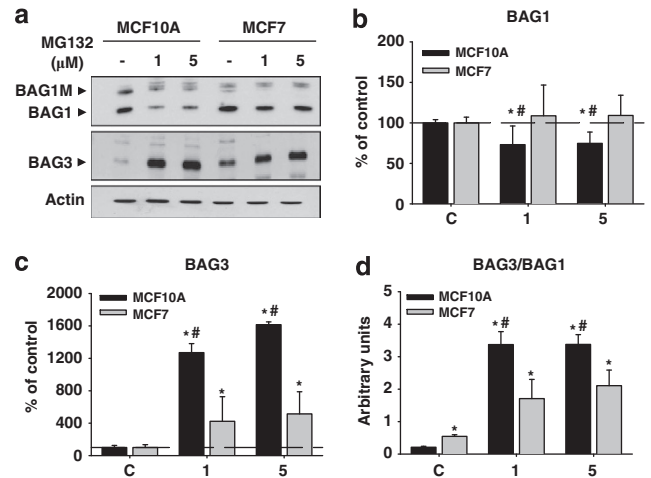 a
MCF10A MCF7
MG132
(μM) - 1 5 - 1 5
BAG1M
BAG1
BAG3
Actin
b
BAG1
200
150
100
50
0
% of control
MCF10A
MCF7
*# *#
C 1 5
c
BAG3
2000
1600
1200
800
400
0
% of control
MCF10A
MCF7
*# *
*# *
C 1 5
d
BAG3/BAG1
5
4
3
2
1
0
Arbitrary units
MCF10A
MCF7
*
*# *
*# *
C 1 5